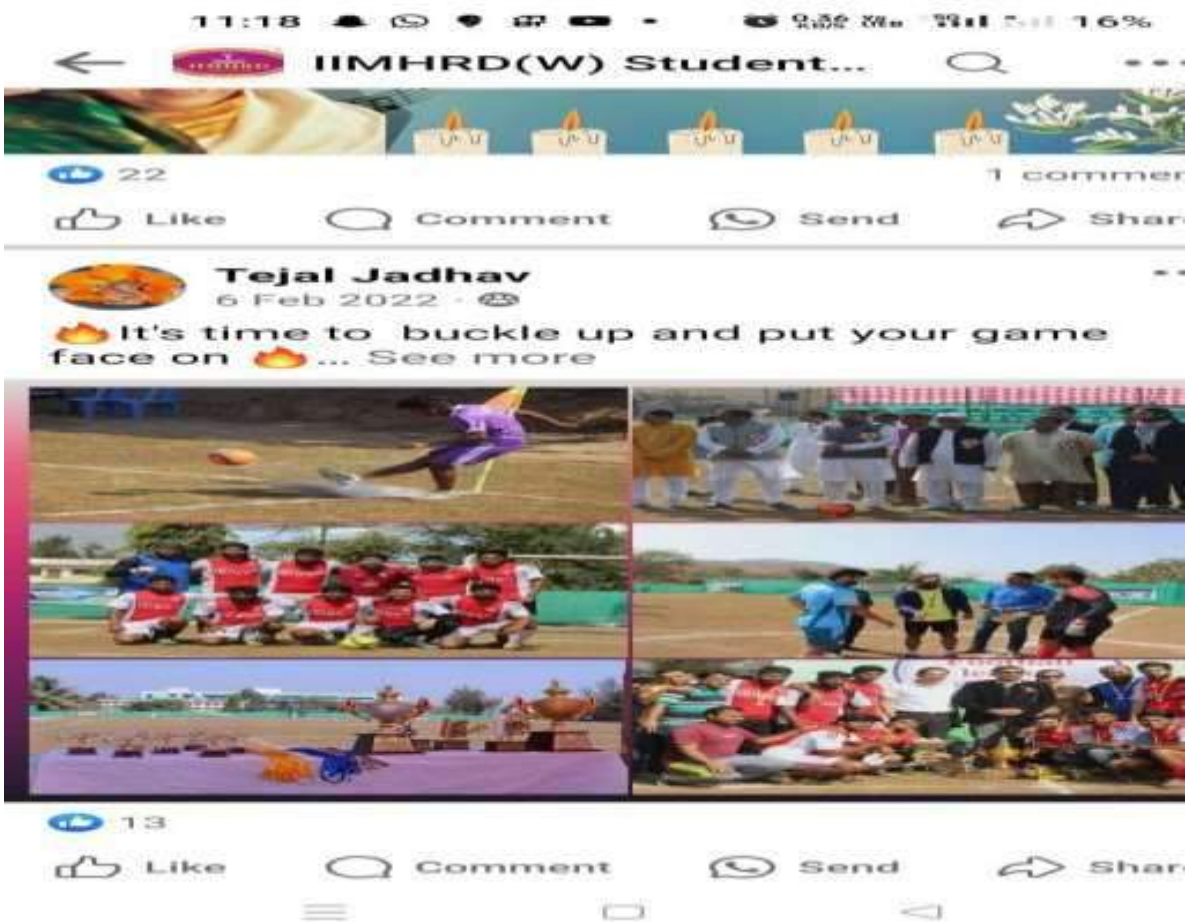 11:18 16%
IIMHRD(W) Student...
22 1 commen
Like Comment Send Shar
Tejal Jadhav
6 Feb 2022 ·
It's time to buckle up and put your game
face on ... See more
Football
13
Like Comment Send Shar